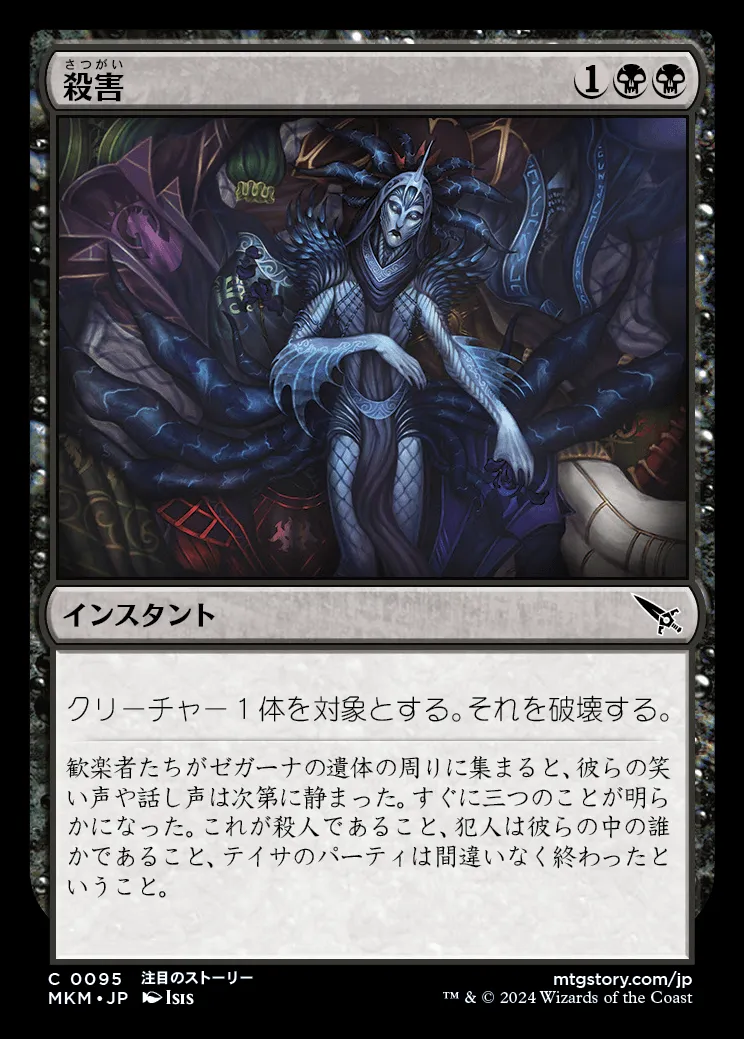 さつがい
殺害
1
インスタント
クリーチャー1体を対象とする。それを破壊する。
歓楽者たちがゼガーナの遺体の周りに集まると、彼らの笑
い声や話し声は次第に静まった。すぐに三つのことが明ら
かになった。これが殺人であること、犯人は彼らの中の誰
かであること、テイサのパーティは間違いなく終わったと
いうこと。
C 0095 注目のストーリー
mtgstory.com/jp
MKM • JP Isis
™ & © 2024 Wizards of the Coast